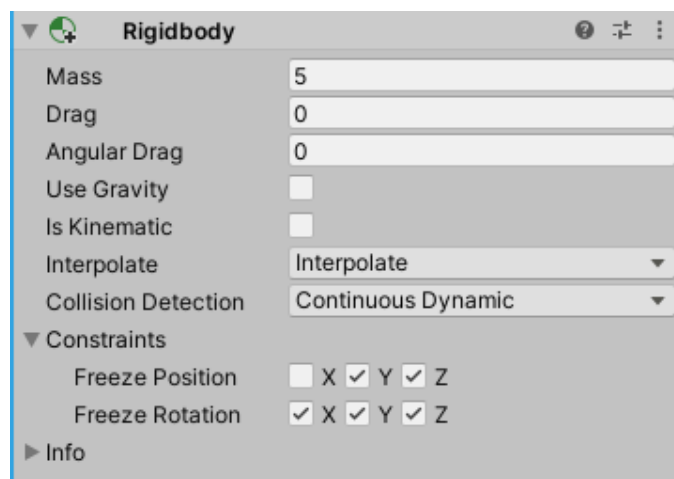 Rigidbody
Mass 5
Drag 0
Angular Drag 0
Use Gravity
Is Kinematic
Interpolate Interpolate
Collision Detection Continuous Dynamic
Constraints
Freeze Position X Y Z
Freeze Rotation X Y Z
Info